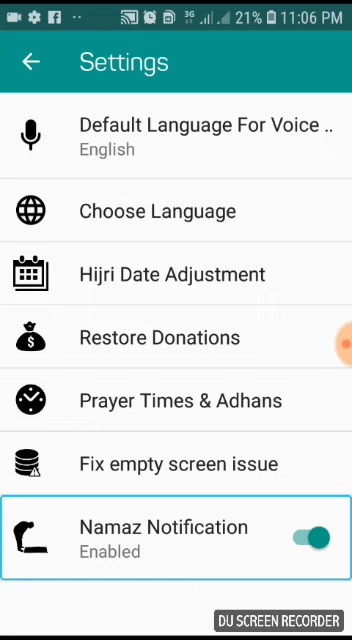 3G 21% 11:06 PM
Settings
Default Language For Voice ..
English
Choose Language
Hijri Date Adjustment
Restore Donations
Prayer Times & Adhans
Fix empty screen issue
Namaz Notification
Enabled
DU SCREEN RECORDER